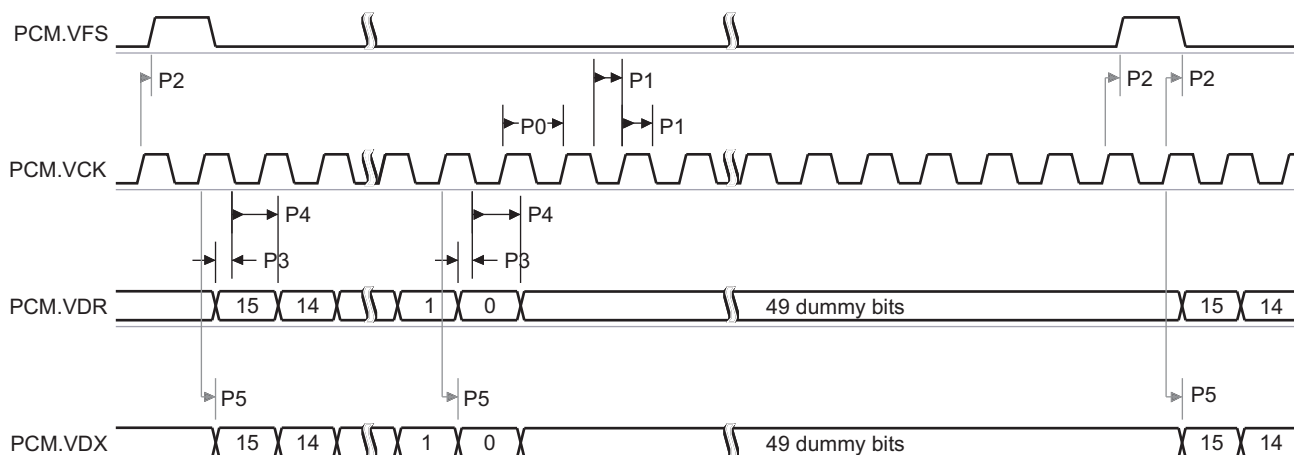 PCM.VFS
P2
P1
P2
P2
P0
P1
PCM.VCK
P4
P4
P3
P3
PCM.VDR
15
14
1
0
49 dummy bits
15
14
P5
P5
P5
PCM.VDX
15
14
1
0
49 dummy bits
15
14